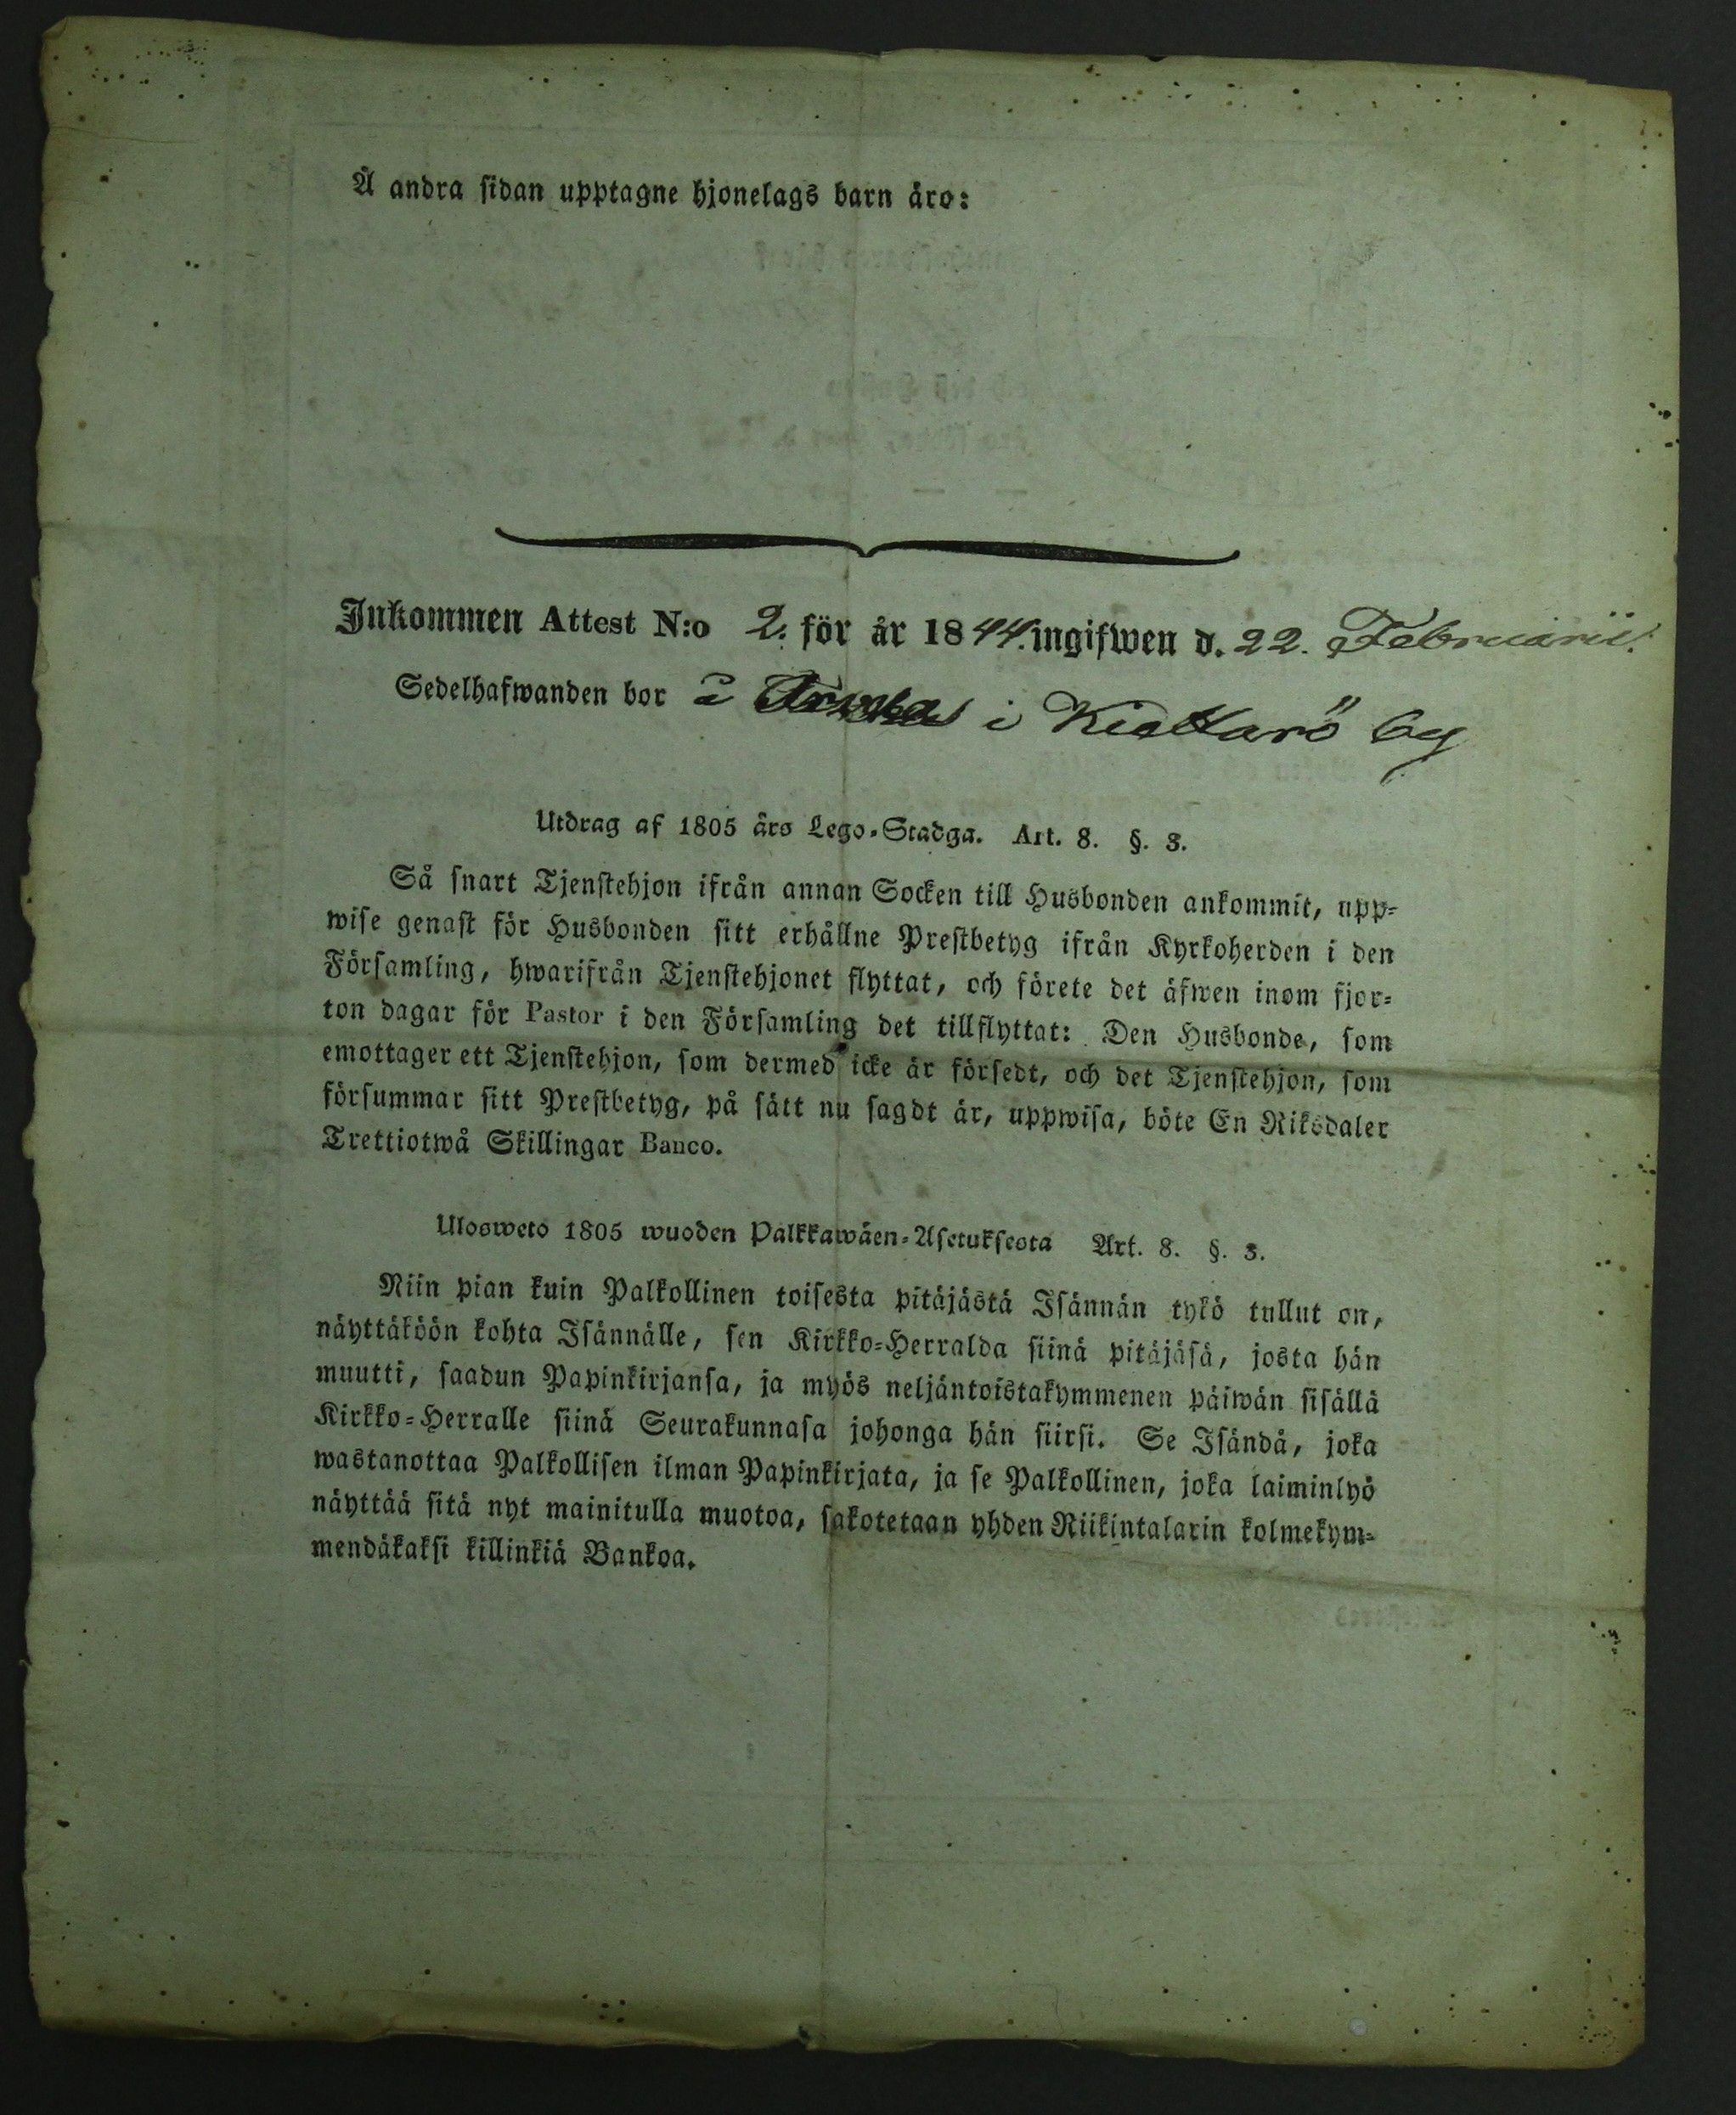 Å andra sidan upptagne hjonelags barn äro:
Inkommen Attest N:o 2. för år 1844. ingifwen d. 22. Februarii.
Sedelhafwanden bor å i Kiattarö by
Utdrag af 1805 års Lego-Stadga. Art. 8. §. 3.
Så snart Tjenstehjon ifrån annan Socken till Husbonden ankommit, upp-
wise genast för Husbonden sitt erhållne Prestbetyg ifrån Kyrkoherden i den
Församling, hwarifrån Tjenstehjonet flyttat, och förete det äfwen inom fjor-
ton dagar för Pastor i den Församling det tillflyttat: Den Husbonde, som
emottager ett Tjenstehjon, som dermed icke är försedt, och det Tjenstehjon, som
försummar sitt Prestbetyg, på sätt nu sagdt är, uppwisa, böte En Riksdaler
Trettiotwå Skillingar Banco.
Ulosweto 1805 wuoden Palkkawäen-Asetuksesta Art. 8. §. 3.
Niin pian kuin Palkollinen toisesta pitäjästä Isännän tykö tullut on,
näyttäköön kohta Isännälle, sen Kirkko-Herralda siinä pitäjäsä, josta hän
muutti, saadun Papinkirjansa, ja myös neljäntoistakymmenen päiwän sisällä
Kirkko-Herralle siinä Seurakunnasa johonga hän siirsi. Se Isändä, joka
wastanottaa Palkollisen ilman Papinkirjata, ja se Palkollinen, joka laiminlyö
näyttää sitä nyt mainitulla muotoa, sakotetaan yhden Riikintalarin kolmekym-
mendäkaksi killinkiä Bankoa.